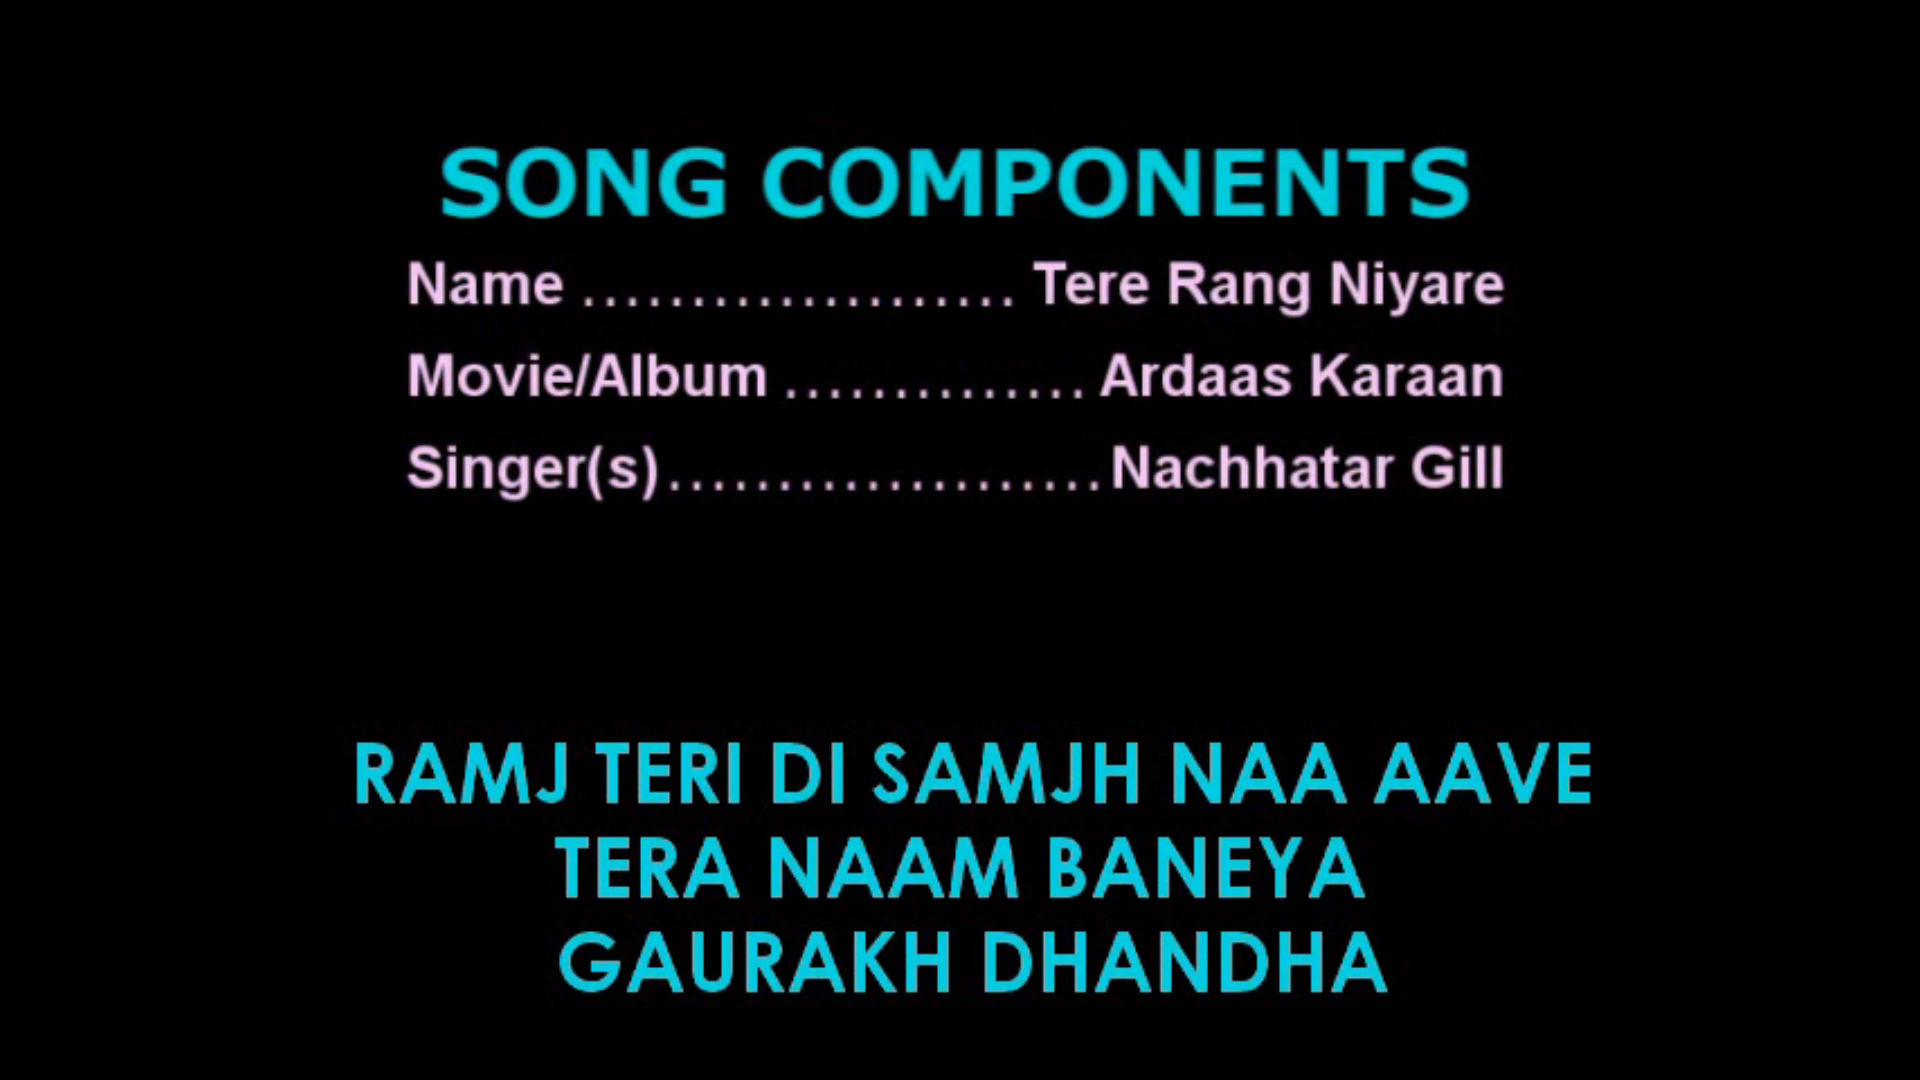 SONG COMPONENTS
Name .................... Tere Rang Niyare
Movie/Album .............. Ardaas Karaan
Singer(s)....................Nachhatar Gill
RAMJ TERI DI SAMJH NAA AAVE
TERA NAAM BANEYA
GAURAKH DHANDHA